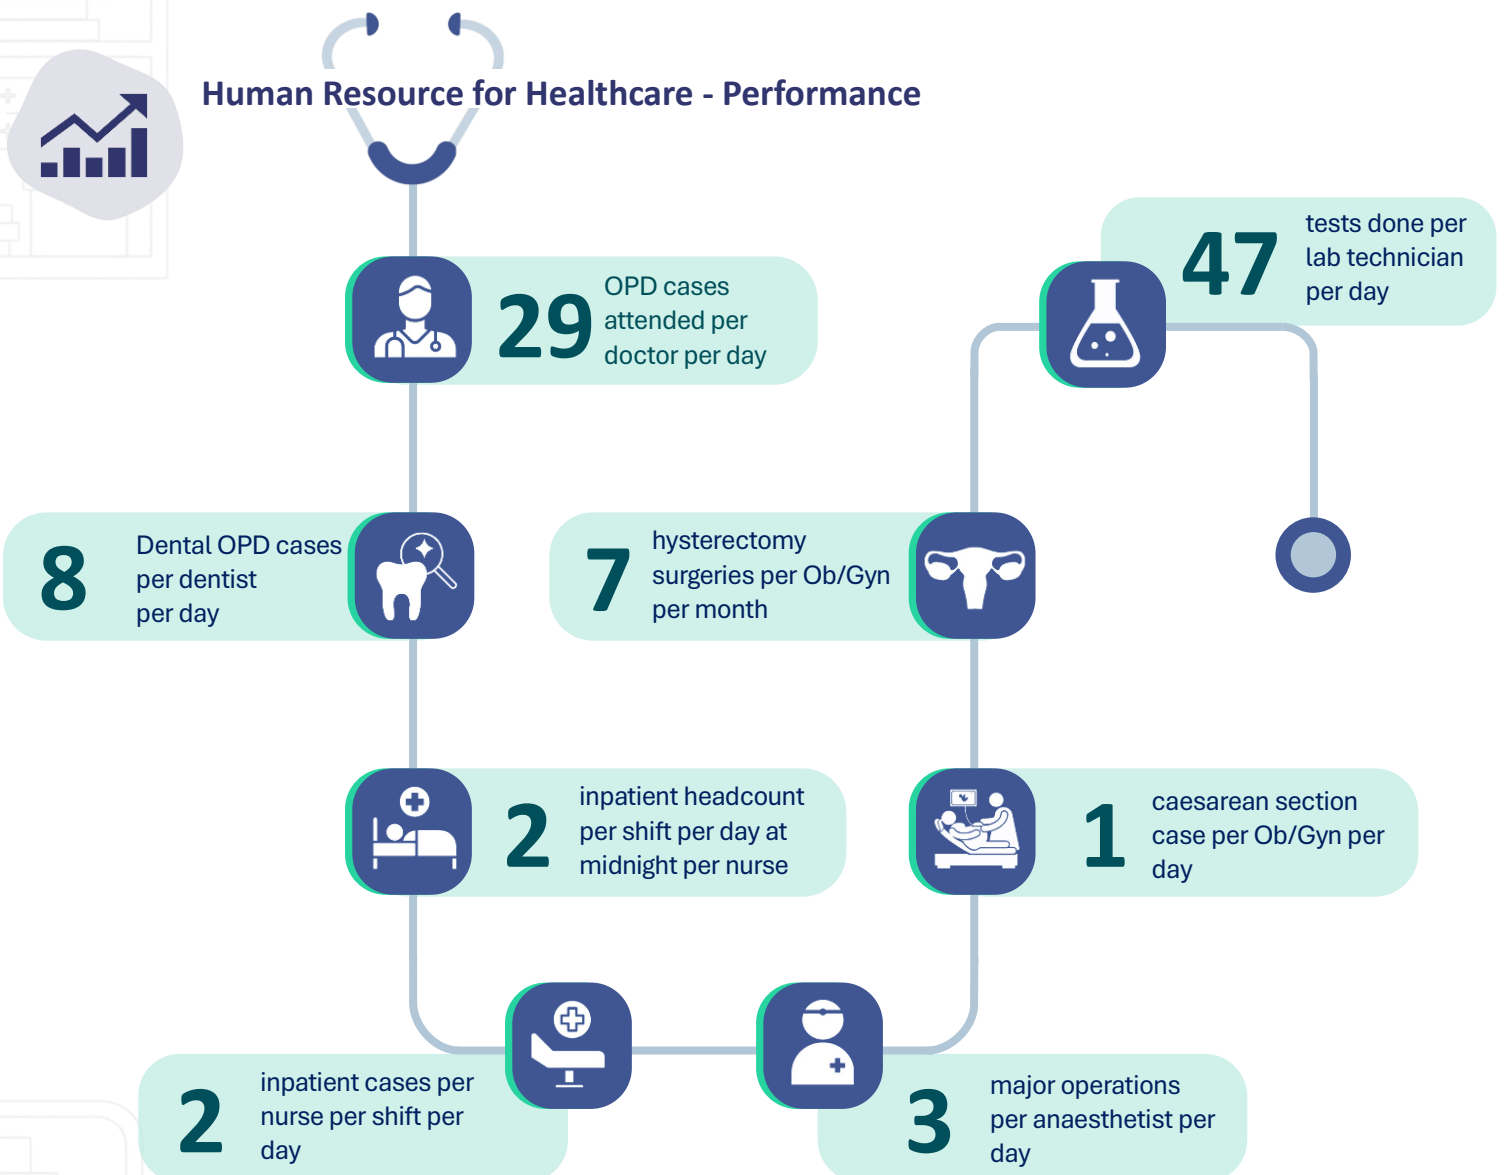 Human Resource for Healthcare - Performance
29
OPD cases
attended per
doctor per day
8
Dental OPD cases
per dentist
per day
2
inpatient headcount
per shift per day at
midnight per nurse
2
inpatient cases per
nurse per shift per
day
3
major operations
per anaesthetist per
day
1
caesarean section
case per Ob/Gyn per
day
7
hysterectomy
surgeries per Ob/Gyn
per month
47
tests done per
lab technician
per day